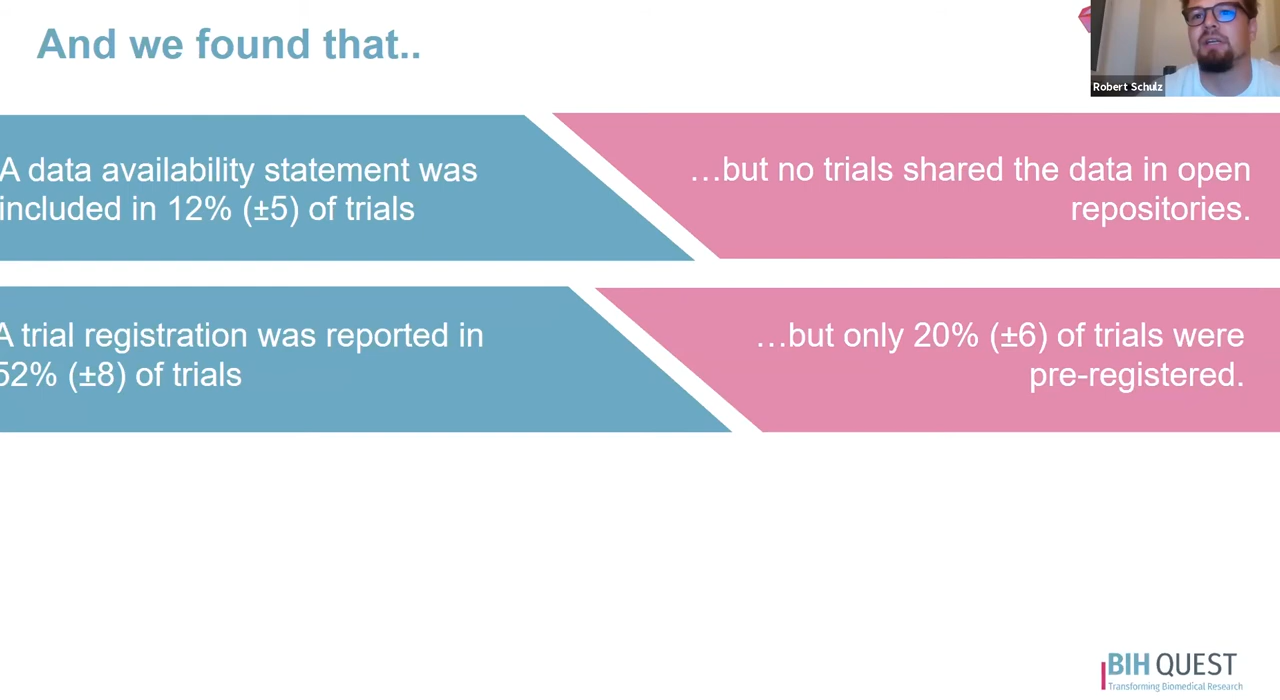 And we found that..
Robert Schulz
A data availability statement was
included in 12% (±5) of trials
…but no trials shared the data in open
repositories.
A trial registration was reported in
52% (±8) of trials
…but only 20% (±6) of trials were
pre-registered.
BIH QUEST
Transforming Biomedical Research